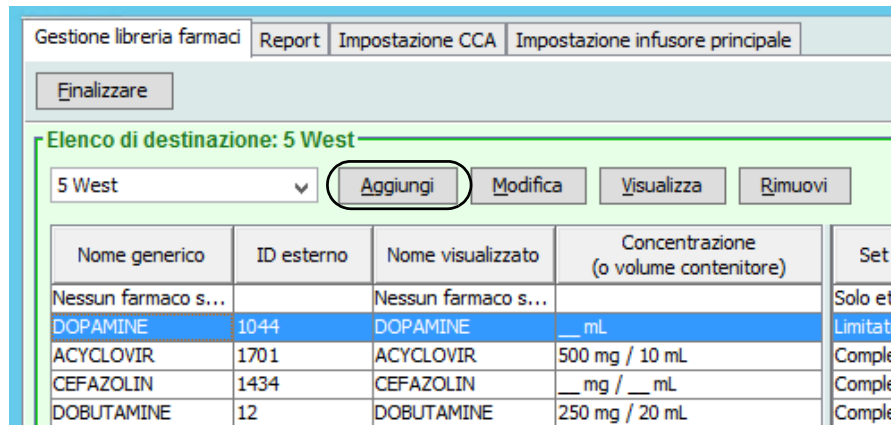 Gestione libreria farmaci Report Impostazione CCA Impostazione infusore principale
Finalizzare
Elenco di destinazione: 5 West
5 West Aggiungi Modifica Visualizza Rimuovi
Nome generico ID esterno Nome visualizzato Concentrazione (o volume contenitore) Set
Nessun farmaco s... Nessun farmaco s... Solo et
DOPAMINE 1044 DOPAMINE __ mL Limitat
ACYCLOVIR 1701 ACYCLOVIR 500 mg / 10 mL Comple
CEFAZOLIN 1434 CEFAZOLIN __ mg / __ mL Comple
DOBUTAMINE 12 DOBUTAMINE 250 mg / 20 mL Comple